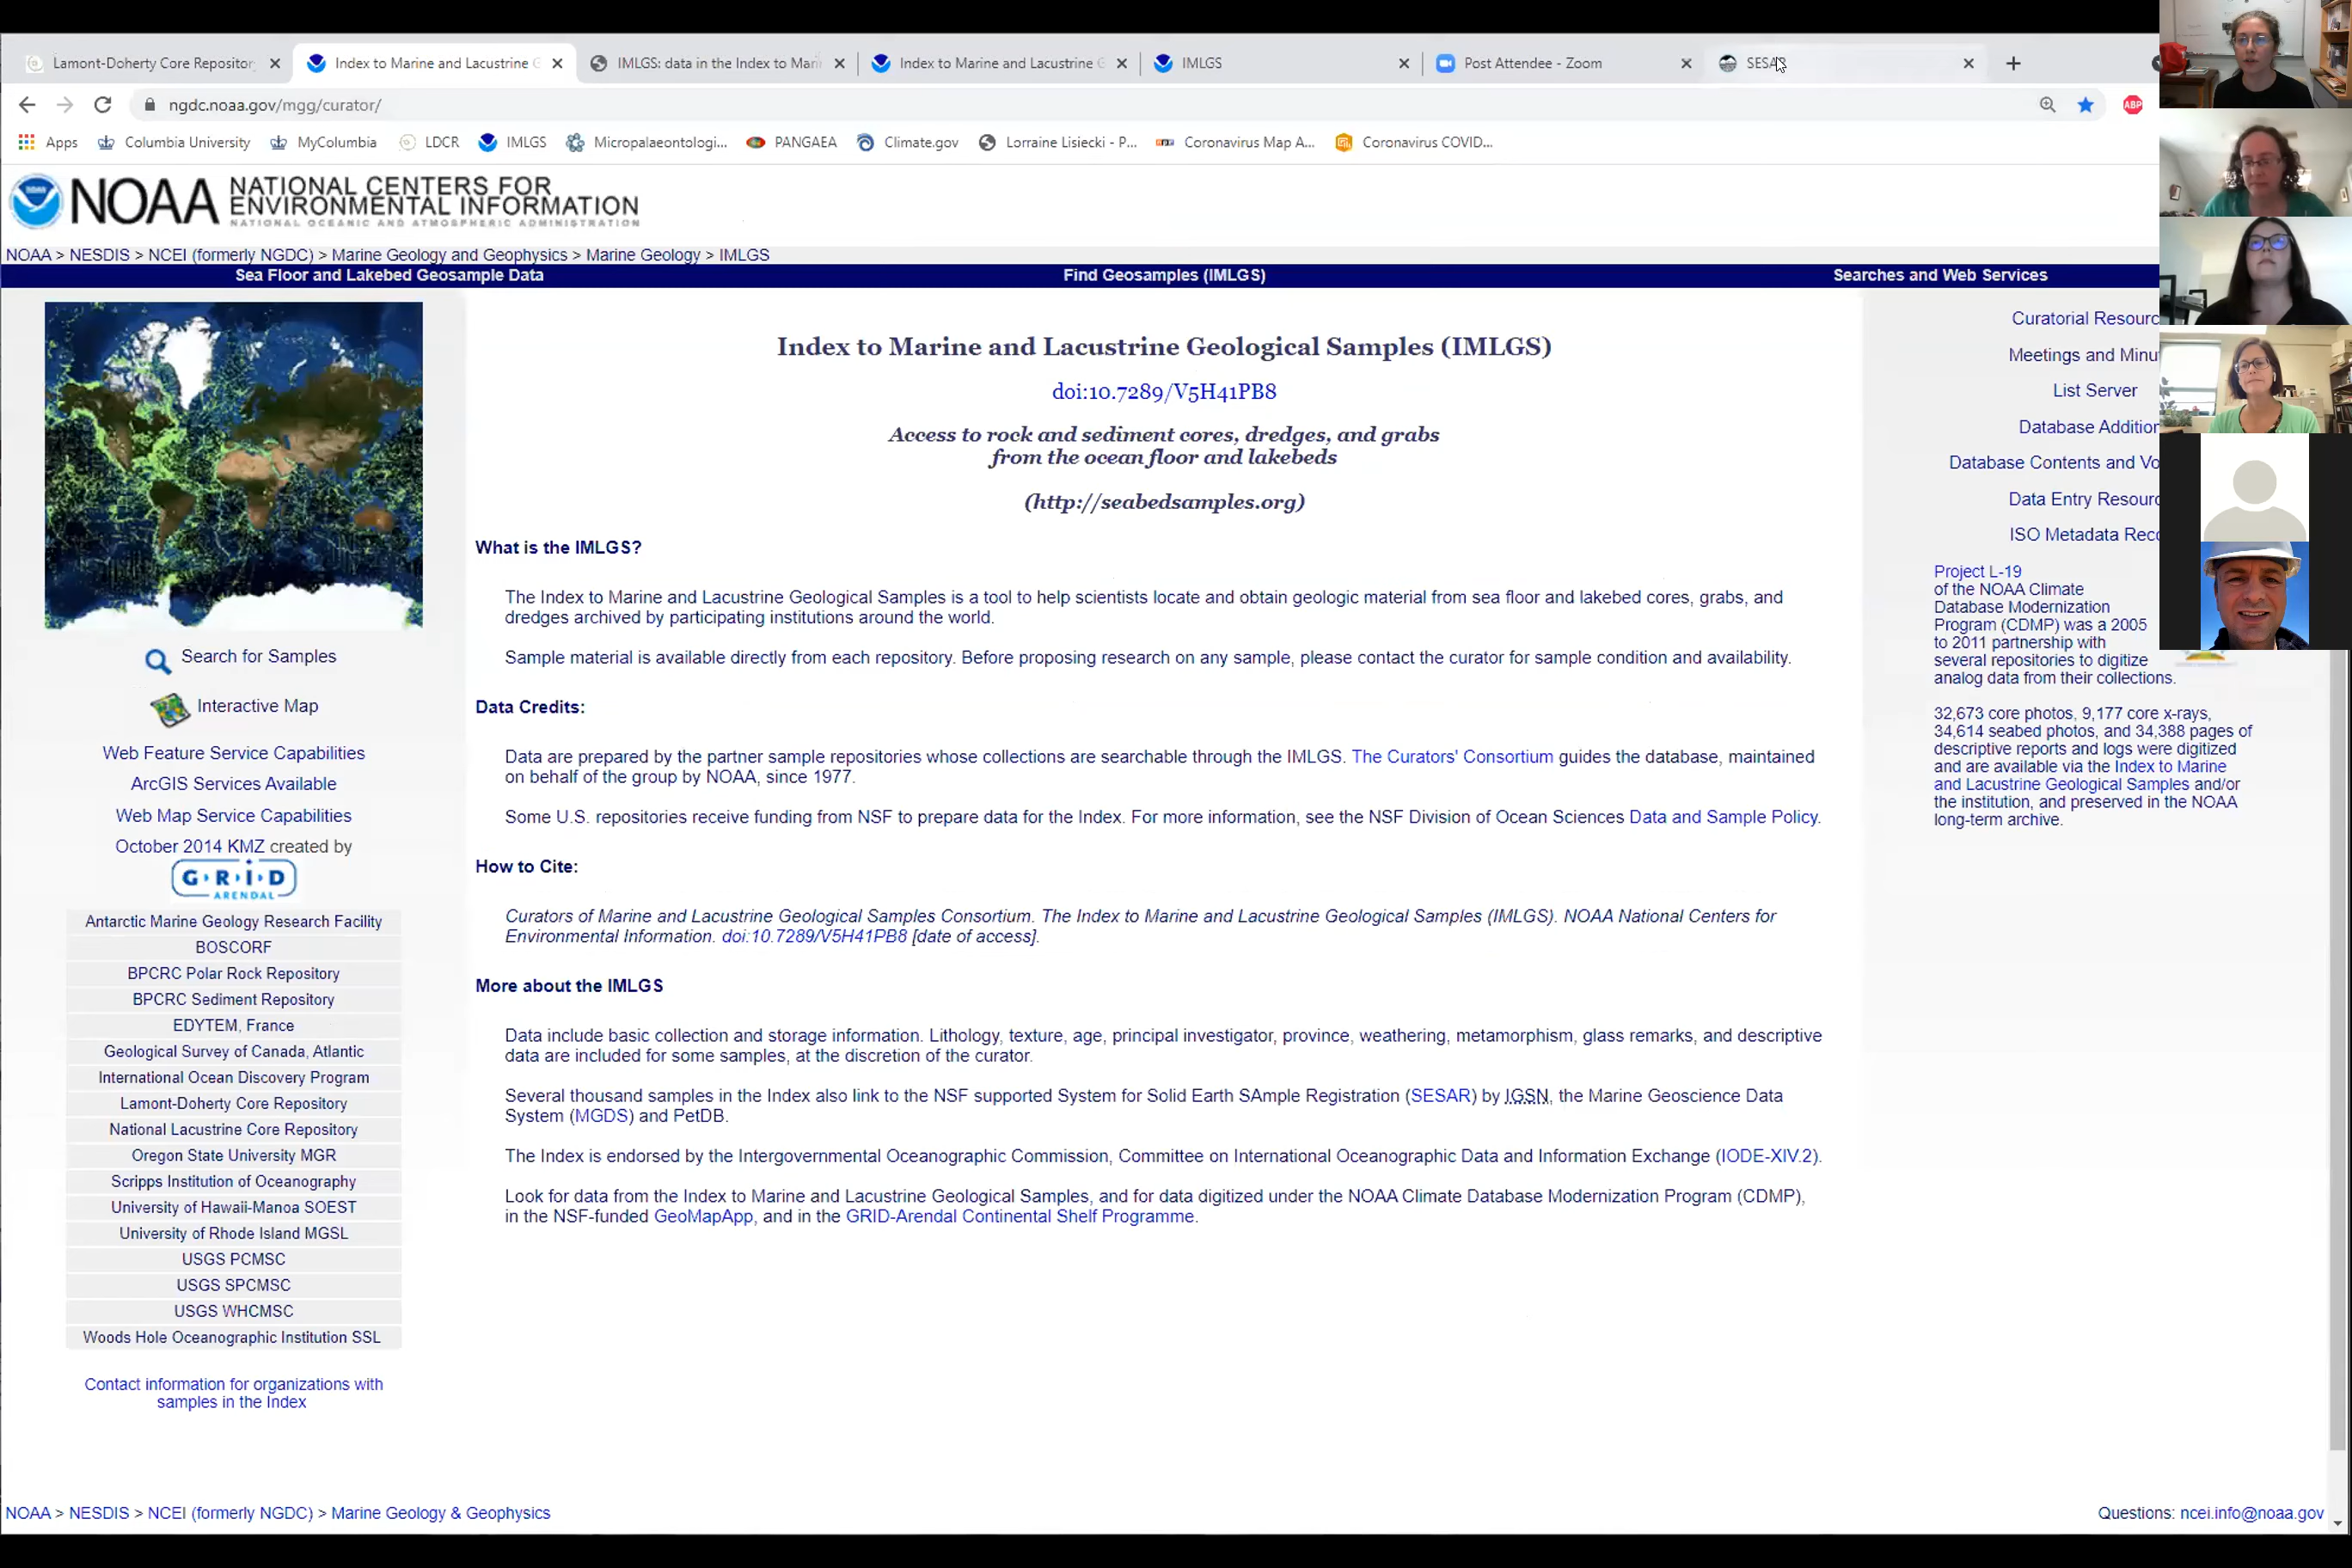 Lamont-Doherty Core Repositor
Index to Marine and Lacustrine G
IMLGS: data in the Index to Mari
Index to Marine and Lacustrine G
IMLGS
Post Attendee - Zoom
SESAR
ngdc.noaa.gov/mgg/curator/
ABP
Apps
Columbia University
MyColumbia
LDCR
IMLGS
Micropalaeontologi...
PANGAEA
Climate.gov
Lorraine Lisiecki - P...
Coronavirus Map A...
Coronavirus COVID...
NOAA
NATIONAL CENTERS FOR
ENVIRONMENTAL INFORMATION
NATIONAL OCEANIC AND ATMOSPHERIC ADMINISTRATION
NOAA > NESDIS > NCEI (formerly NGDC) > Marine Geology and Geophysics > Marine Geology > IMLGS
Sea Floor and Lakebed Geosample Data
Find Geosamples (IMLGS)
Searches and Web Services
Search for Samples
Interactive Map
Web Feature Service Capabilities
ArcGIS Services Available
Web Map Service Capabilities
October 2014 KMZ created by
G·R·i·D
ARENDAL
Antarctic Marine Geology Research Facility
BOSCORF
BPCRC Polar Rock Repository
BPCRC Sediment Repository
EDYTEM, France
Geological Survey of Canada, Atlantic
International Ocean Discovery Program
Lamont-Doherty Core Repository
National Lacustrine Core Repository
Oregon State University MGR
Scripps Institution of Oceanography
University of Hawaii-Manoa SOEST
University of Rhode Island MGSL
USGS PCMSC
USGS SPCMSC
USGS WHCMSC
Woods Hole Oceanographic Institution SSL
Contact information for organizations with
samples in the Index
Index to Marine and Lacustrine Geological Samples (IMLGS)
doi:10.7289/V5H41PB8
Access to rock and sediment cores, dredges, and grabs
from the ocean floor and lakebeds
(http://seabedsamples.org)
What is the IMLGS?
The Index to Marine and Lacustrine Geological Samples is a tool to help scientists locate and obtain geologic material from sea floor and lakebed cores, grabs, and
dredges archived by participating institutions around the world.
Sample material is available directly from each repository. Before proposing research on any sample, please contact the curator for sample condition and availability.
Data Credits:
Data are prepared by the partner sample repositories whose collections are searchable through the IMLGS. The Curators' Consortium guides the database, maintained
on behalf of the group by NOAA, since 1977.
Some U.S. repositories receive funding from NSF to prepare data for the Index. For more information, see the NSF Division of Ocean Sciences Data and Sample Policy.
How to Cite:
Curators of Marine and Lacustrine Geological Samples Consortium. The Index to Marine and Lacustrine Geological Samples (IMLGS). NOAA National Centers for
Environmental Information. doi:10.7289/V5H41PB8 [date of access].
More about the IMLGS
Data include basic collection and storage information. Lithology, texture, age, principal investigator, province, weathering, metamorphism, glass remarks, and descriptive
data are included for some samples, at the discretion of the curator.
Several thousand samples in the Index also link to the NSF supported System for Solid Earth SAmple Registration (SESAR) by IGSN, the Marine Geoscience Data
System (MGDS) and PetDB.
The Index is endorsed by the Intergovernmental Oceanographic Commission, Committee on International Oceanographic Data and Information Exchange (IODE-XIV.2).
Look for data from the Index to Marine and Lacustrine Geological Samples, and for data digitized under the NOAA Climate Database Modernization Program (CDMP),
in the NSF-funded GeoMapApp, and in the GRID-Arendal Continental Shelf Programme.
Curatorial Resourc
Meetings and Minu
List Server
Database Addition
Database Contents and Vo
Data Entry Resourc
ISO Metadata Reco
Project L-19
of the NOAA Climate
Database Modernization
Program (CDMP) was a 2005
to 2011 partnership with
several repositories to digitize
analog data from their collections.
32,673 core photos, 9,177 core x-rays,
34,614 seabed photos, and 34,388 pages of
descriptive reports and logs were digitized
and are available via the Index to Marine
and Lacustrine Geological Samples and/or
the institution, and preserved in the NOAA
long-term archive.
NOAA > NESDIS > NCEI (formerly NGDC) > Marine Geology & Geophysics
Questions: ncei.info@noaa.gov